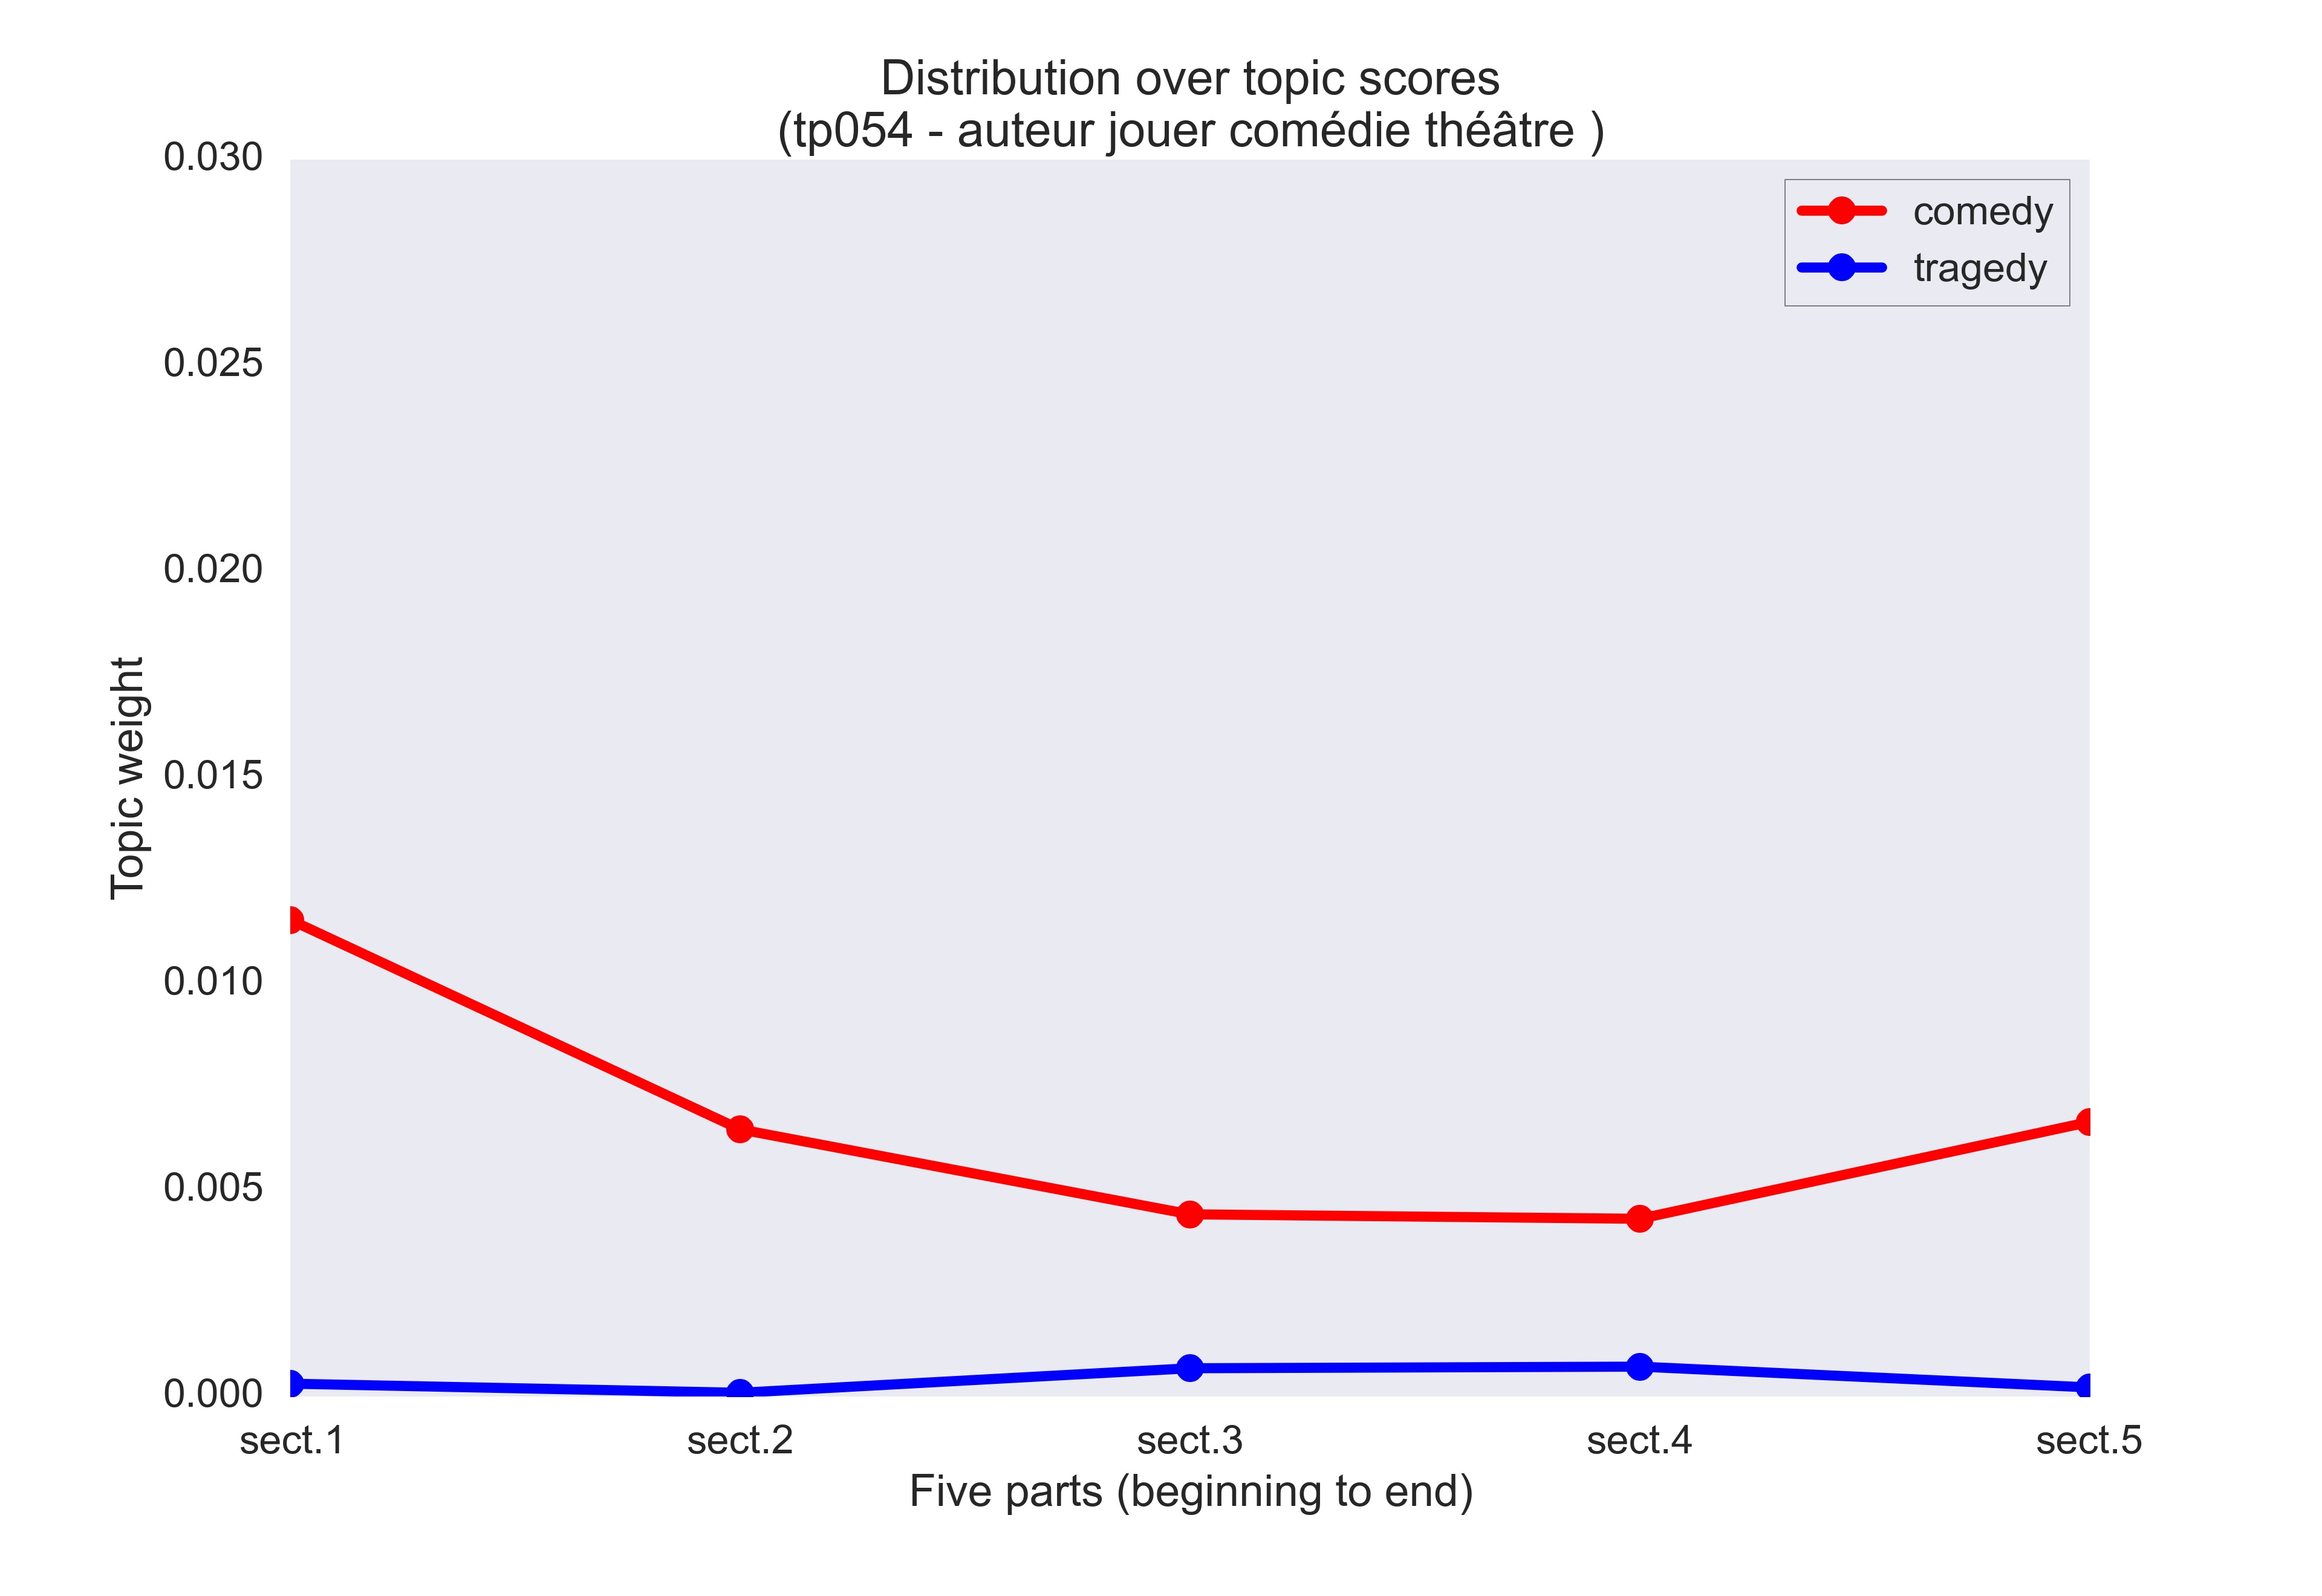 Distribution over topic scores
(tp054 - auteur jouer comédie théâtre )
0.030
0.025
0.020
0.015
0.010
0.005
0.000
Topic weight
comedy
tragedy
sect.1
sect.2
sect.3
sect.4
sect.5
Five parts (beginning to end)